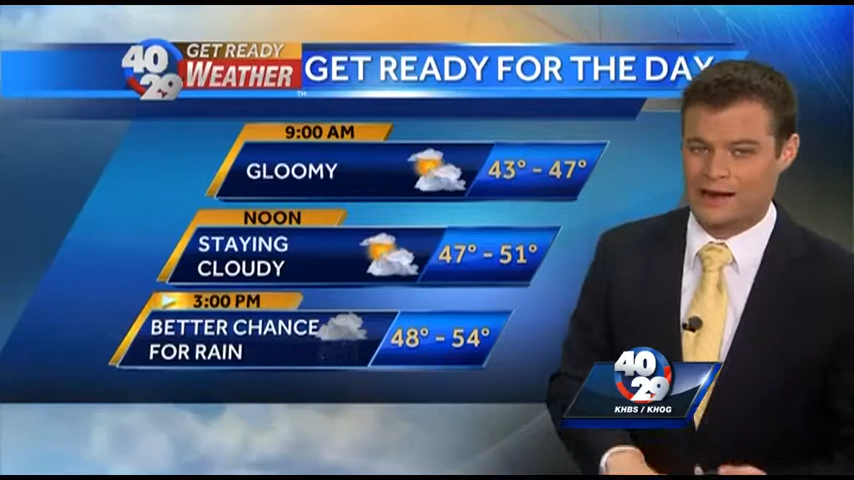 40
29
GET READY
WEATHER
TM
GET READY FOR THE DAY
9:00 AM
GLOOMY
43° - 47°
NOON
STAYING
CLOUDY
47° - 51°
3:00 PM
BETTER CHANCE
FOR RAIN
48° - 54°
40
29
KHBS / KHOG